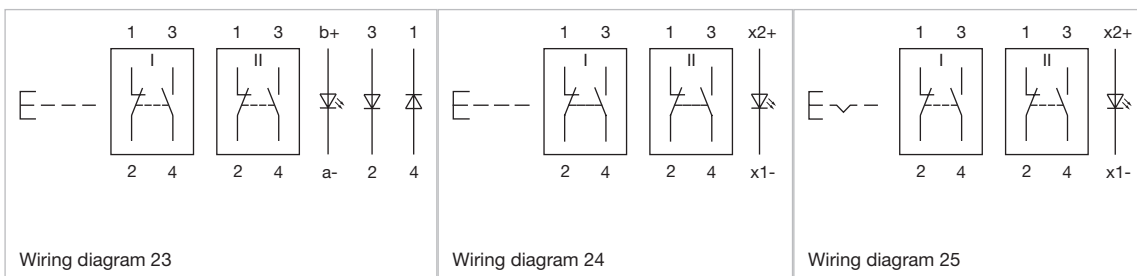 1 3 1 3 b+ 3 1
I II
2 4 2 4 a- 2 4
Wiring diagram 23
1 3 1 3 x2+
I II
2 4 2 4 x1-
Wiring diagram 24
1 3 1 3 x2+
I II
2 4 2 4 x1-
Wiring diagram 25